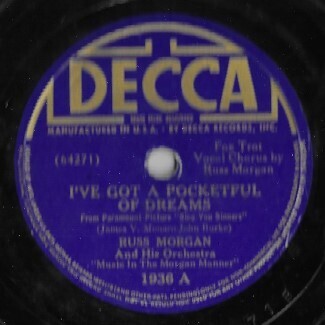 DECCA
MANUFACTURED IN U.S.A. - BY DECCA RECORDS, INC.
(64271)
Fox Trot
Vocal Chorus by
Russ Morgan
I'VE GOT A POCKETFUL
OF DREAMS
From Paramount Picture "Sing You Sinners"
(James V. Monaco-John Burke)
RUSS MORGAN
And His Orchestra
"Music In The Morgan Manner"
1936 A